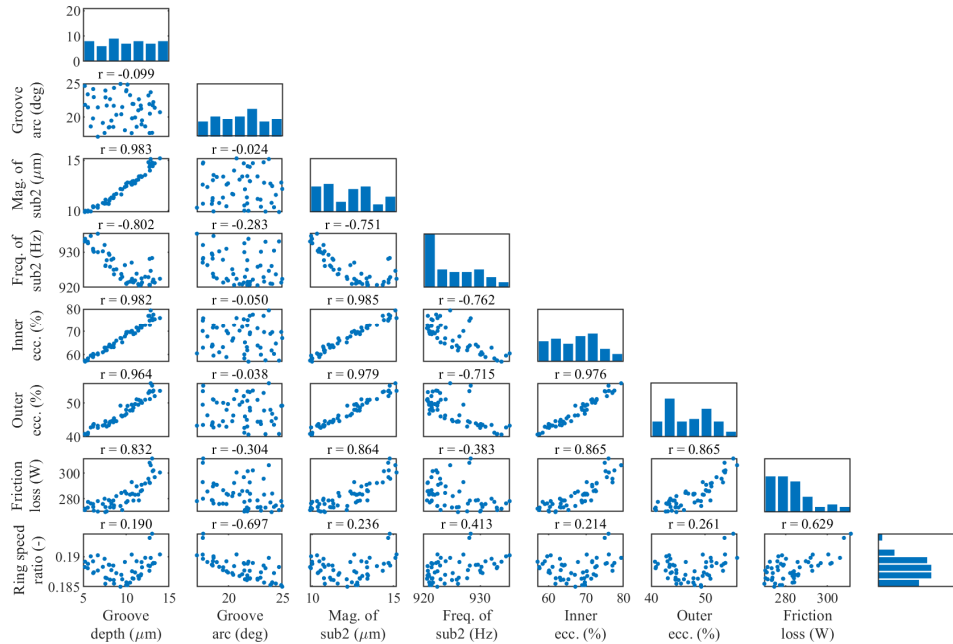 20
10
0
r = -0.099
25
20
Groove
arc (deg)
r = 0.983
r = -0.024
15
10
Mag. of
sub2 (μm)
r = -0.802
r = -0.283
r = -0.751
930
920
Freq. of
sub2 (Hz)
r = 0.982
r = -0.050
r = 0.985
r = -0.762
80
70
60
Inner
ecc. (%)
r = 0.964
r = -0.038
r = 0.979
r = -0.715
r = 0.976
50
40
Outer
ecc. (%)
r = 0.832
r = -0.304
r = 0.864
r = -0.383
r = 0.865
r = 0.865
300
280
Friction
loss (W)
r = 0.190
r = -0.697
r = 0.236
r = 0.413
r = 0.214
r = 0.261
r = 0.629
0.19
0.185
Ring speed
ratio (-)
5 10 15
20 25
10 15
920 930
60 70 80
40 50
280 300
Groove
depth (μm)
Groove
arc (deg)
Mag. of
sub2 (μm)
Freq. of
sub2 (Hz)
Inner
ecc. (%)
Outer
ecc. (%)
Friction
loss (W)